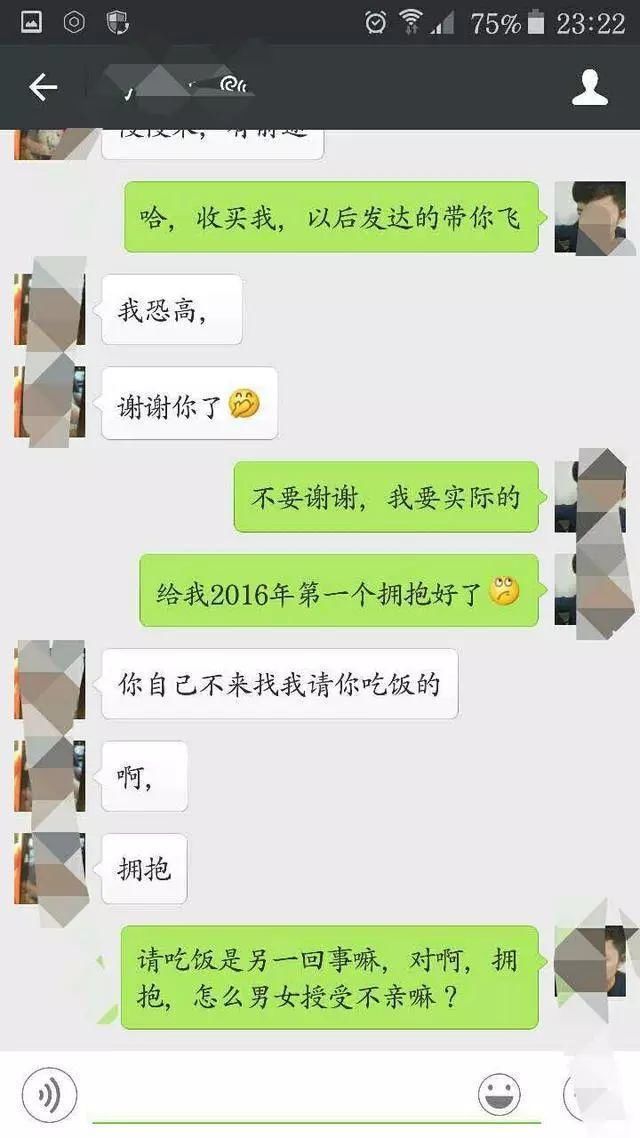 75% 23:22
哈，收买我，以后发达的带你飞
我恐高，
谢谢你了
不要谢谢，我要实际的
给我2016年第一个拥抱好了
你自己不来找我请你吃饭的
啊，
拥抱
请吃饭是另一回事嘛，对啊，拥
抱，怎么男女授受不亲嘛？